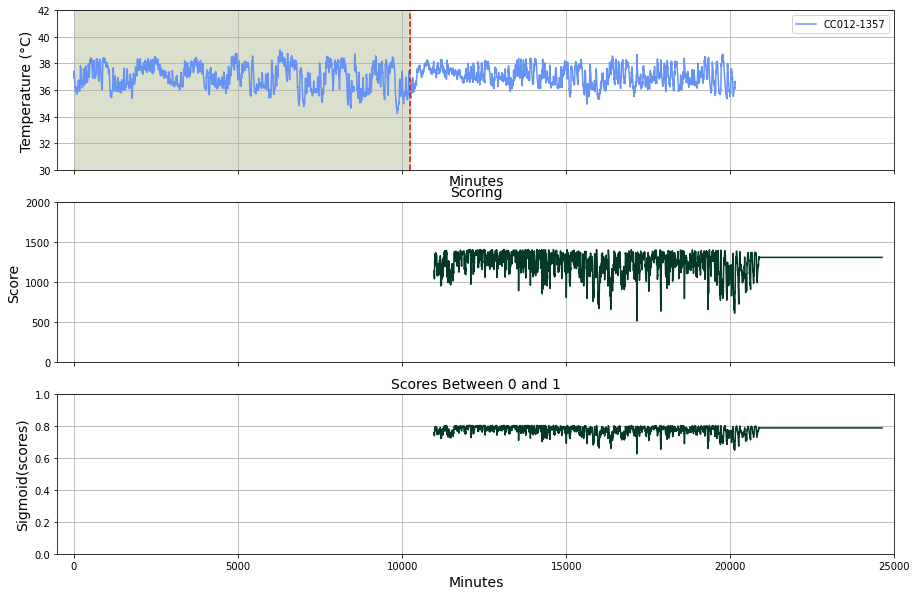 42
40
38
36
34
32
30
Temperature (°C)
CC012-1357
Minutes
Scoring
2000
1500
1000
500
0
Score
Scores Between 0 and 1
1.0
0.8
0.6
0.4
0.2
0.0
Sigmoid(scores)
0 5000 10000 15000 20000 25000
Minutes